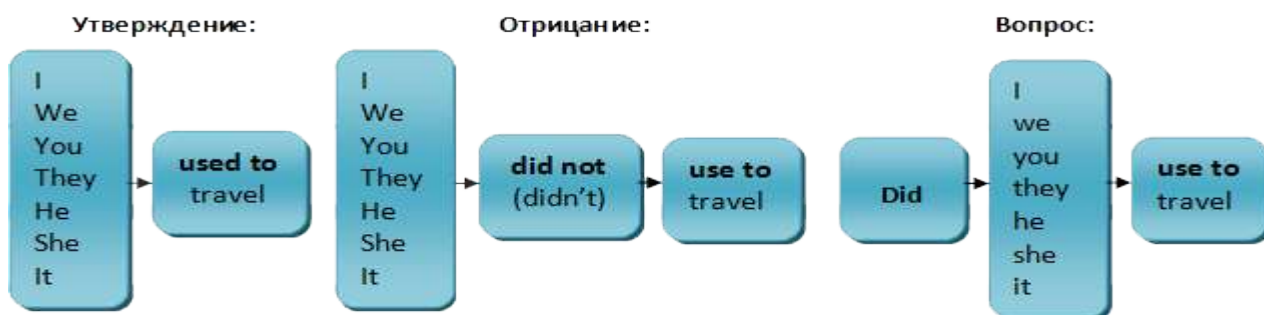 Утверждение:
I
We
You
They
He
She
It
used to
travel
Отрицание:
I
We
You
They
He
She
It
did not
(didn't)
use to
travel
Вопрос:
Did
I
we
you
they
he
she
it
use to
travel